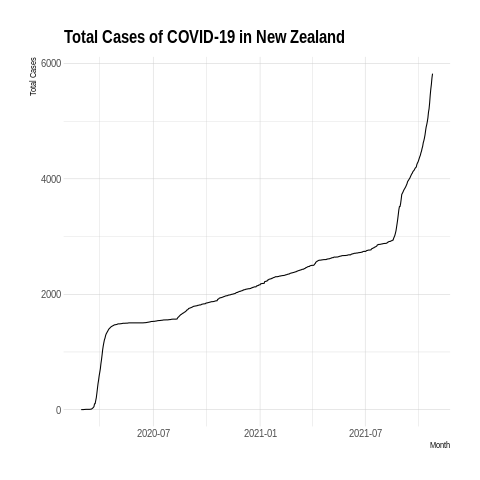 Total Cases of COVID-19 in New Zealand
Total Cases
6000
4000
2000
0
2020-07 2021-01 2021-07
Month